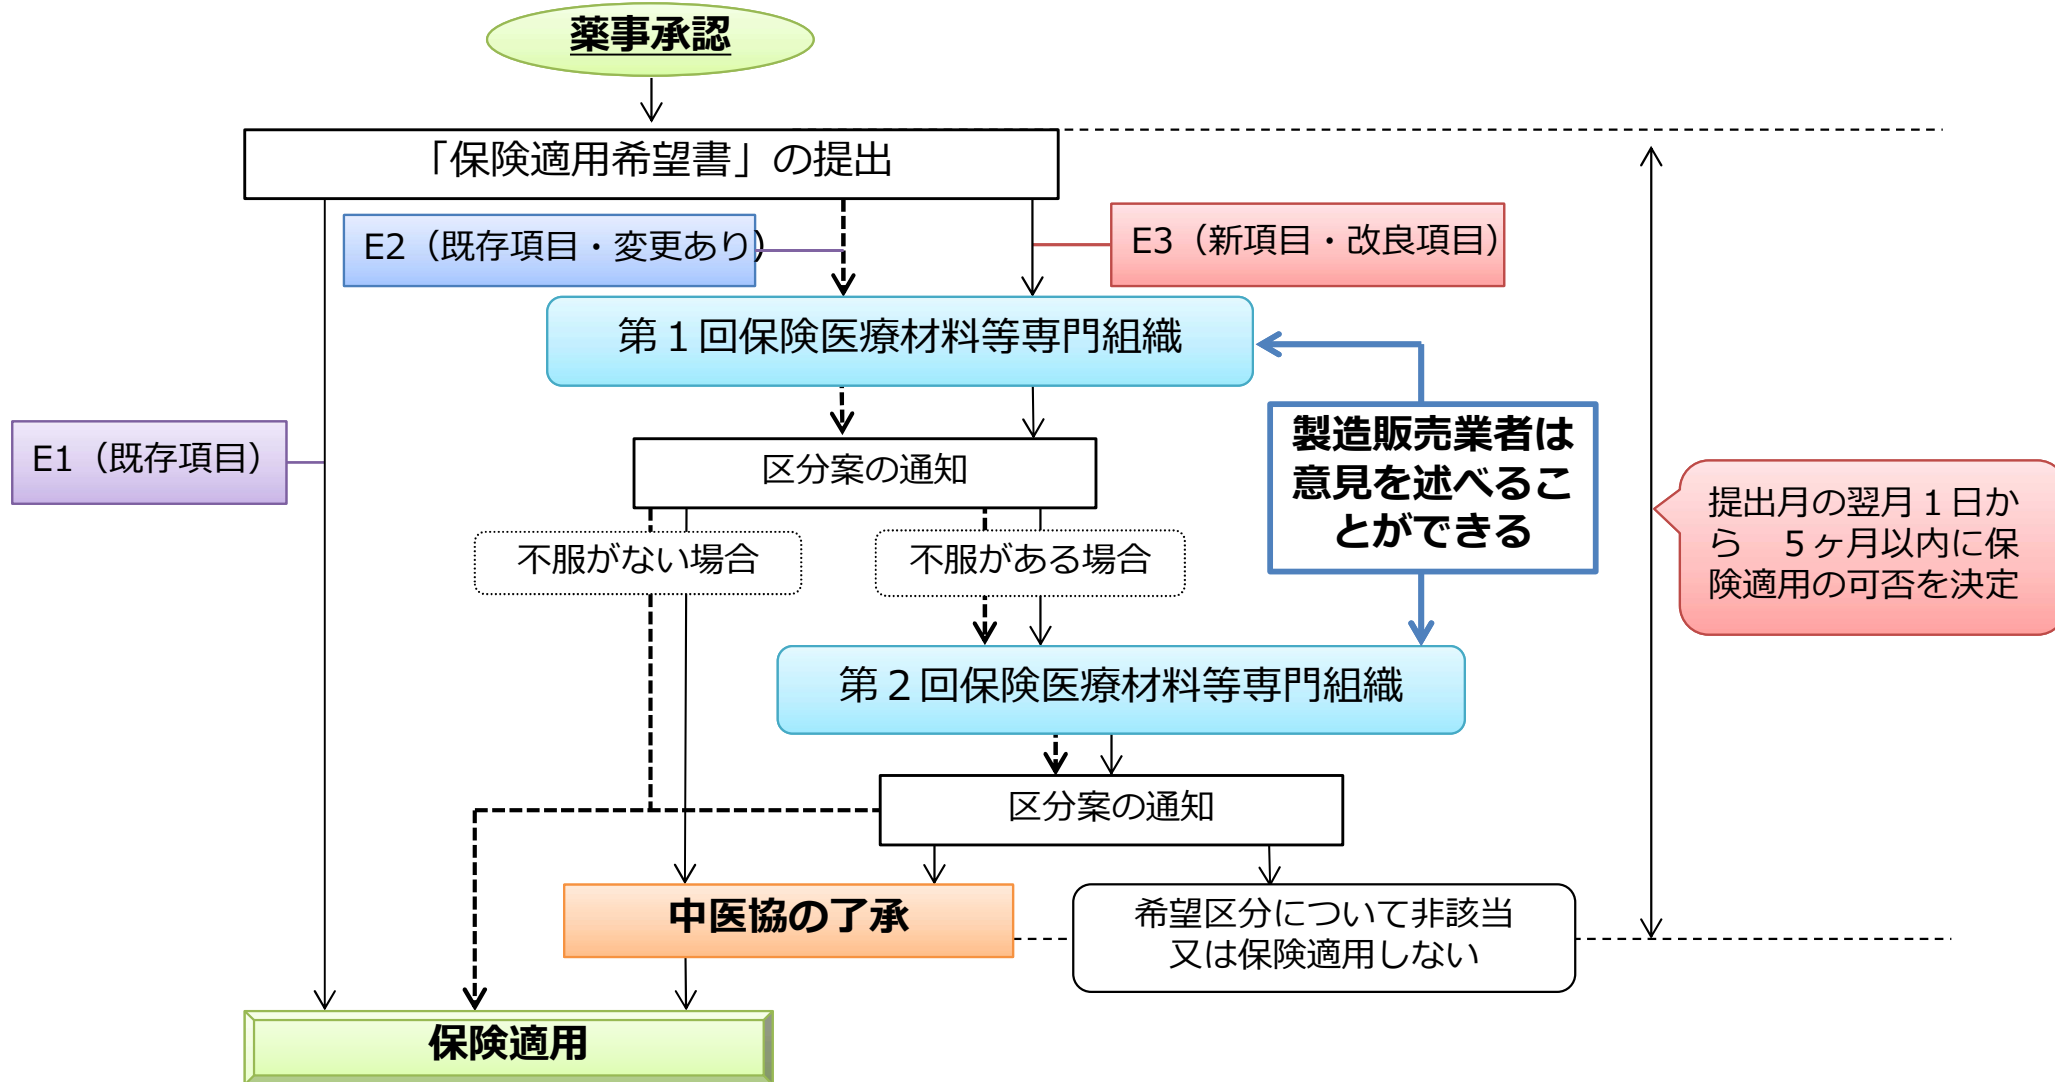 薬事承認
「保険適用希望書」の提出
E2（既存項目・変更あり）
E3（新項目・改良項目）
第１回保険医療材料等専門組織
E1（既存項目）
区分案の通知
製造販売業者は
意見を述べるこ
とができる
提出月の翌月１日か
ら　５ヶ月以内に保
険適用の可否を決定
不服がない場合
不服がある場合
第２回保険医療材料等専門組織
区分案の通知
中医協の了承
希望区分について非該当
又は保険適用しない
保険適用